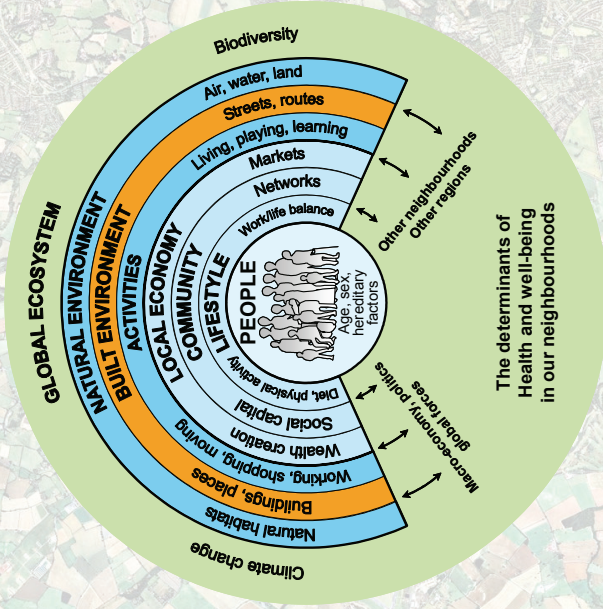 The determinants of
Health and well-being
in our neighbourhoods
GLOBAL ECOSYSTEM
Climate change
Biodiversity
NATURAL ENVIRONMENT
Natural habitats
Air, water, land
BUILT ENVIRONMENT
Buildings, places
Streets, routes
ACTIVITIES
Working, shopping, moving
Living, playing, learning
LOCAL ECONOMY
Wealth creation
Markets
COMMUNITY
Social capital
Networks
LIFESTYLE
Diet, physical activity
Work/life balance
PEOPLE
Age, sex,
hereditary
factors
Macro-economy, politics
global forces
Other neighbourhoods
Other regions